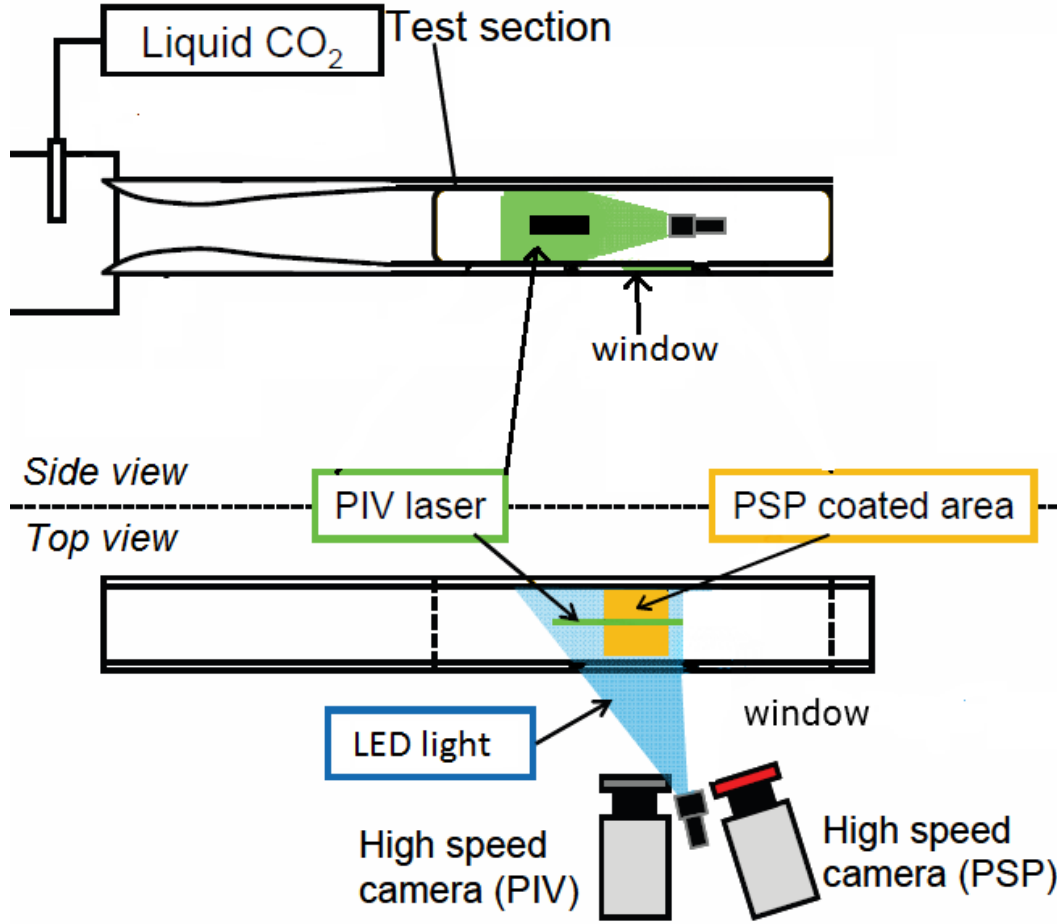 Liquid CO₂
Test section
window
Side view
PIV laser
PSP coated area
Top view
window
LED light
High speed
camera (PIV)
High speed
camera (PSP)